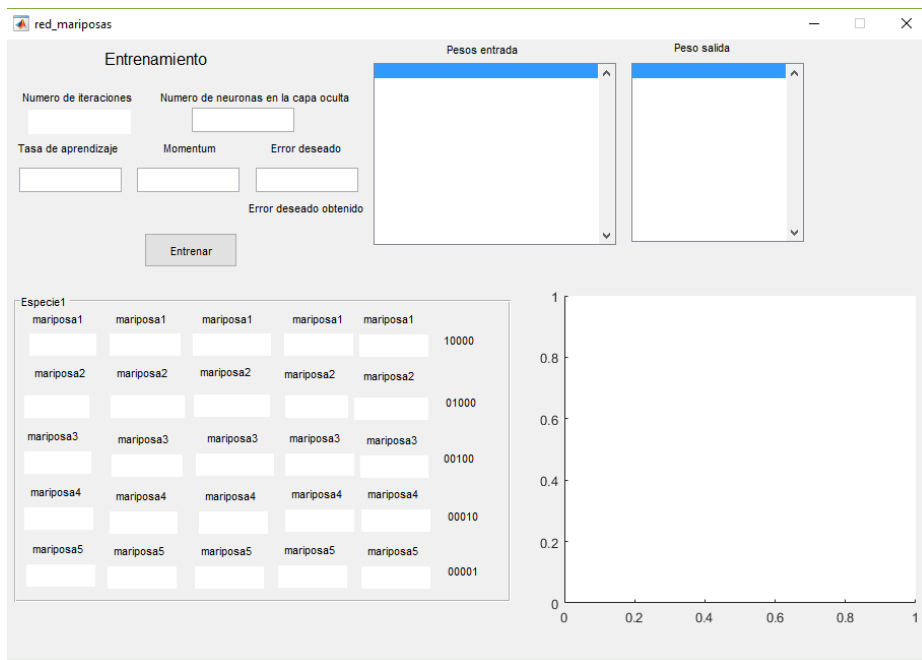 red_mariposas
Entrenamiento
Pesos entrada
Peso salida
Numero de iteraciones
Numero de neuronas en la capa oculta
Tasa de aprendizaje
Momentum
Error deseado
Error deseado obtenido
Entrenar
Especie1
mariposa1 mariposa1 mariposa1 mariposa1 mariposa1
10000
mariposa2 mariposa2 mariposa2 mariposa2 mariposa2
01000
mariposa3 mariposa3 mariposa3 mariposa3 mariposa3
00100
mariposa4 mariposa4 mariposa4 mariposa4 mariposa4
00010
mariposa5 mariposa5 mariposa5 mariposa5 mariposa5
00001
1
0.8
0.6
0.4
0.2
0
0 0.2 0.4 0.6 0.8 1